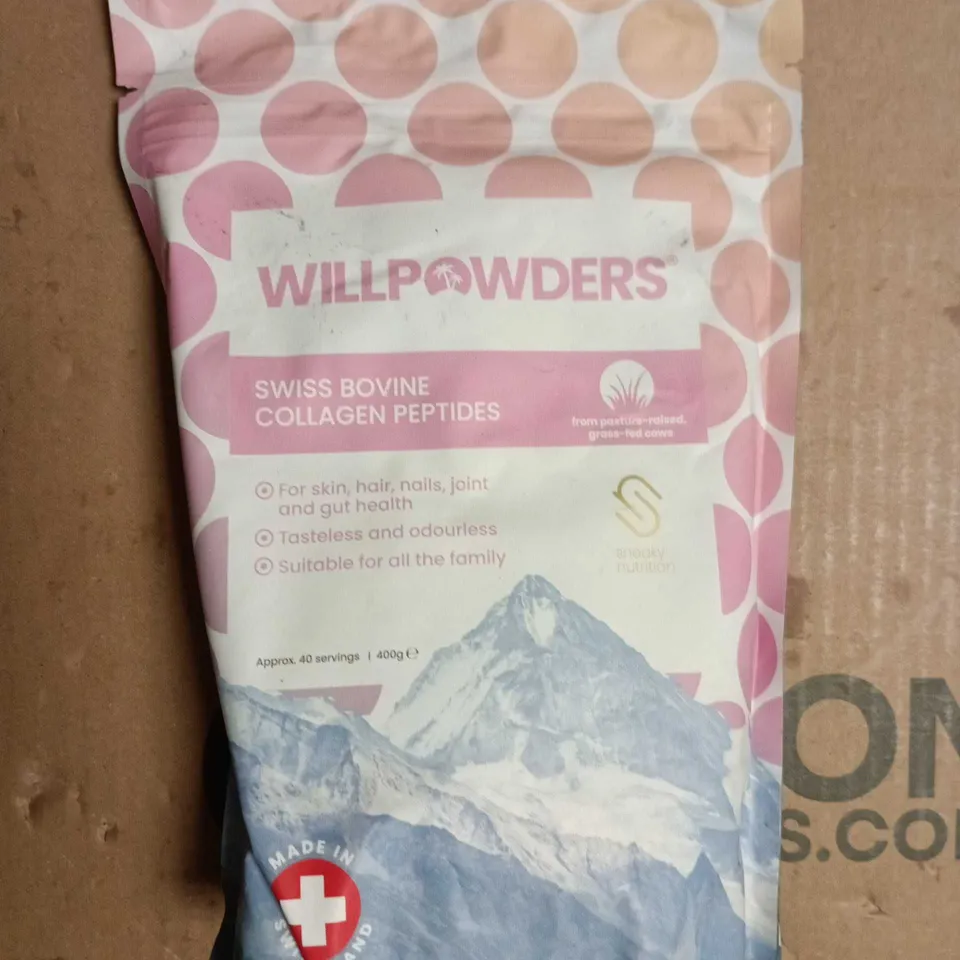 WILLPOWDERS®
SWISS BOVINE
COLLAGEN PEPTIDES
from pasture-raised,
grass-fed cows
For skin, hair, nails, joint
and gut health
Tasteless and odourless
Suitable for all the family
sneaky
nutrition
Approx. 40 servings | 400g ℮
MADE IN
ON
S.CO